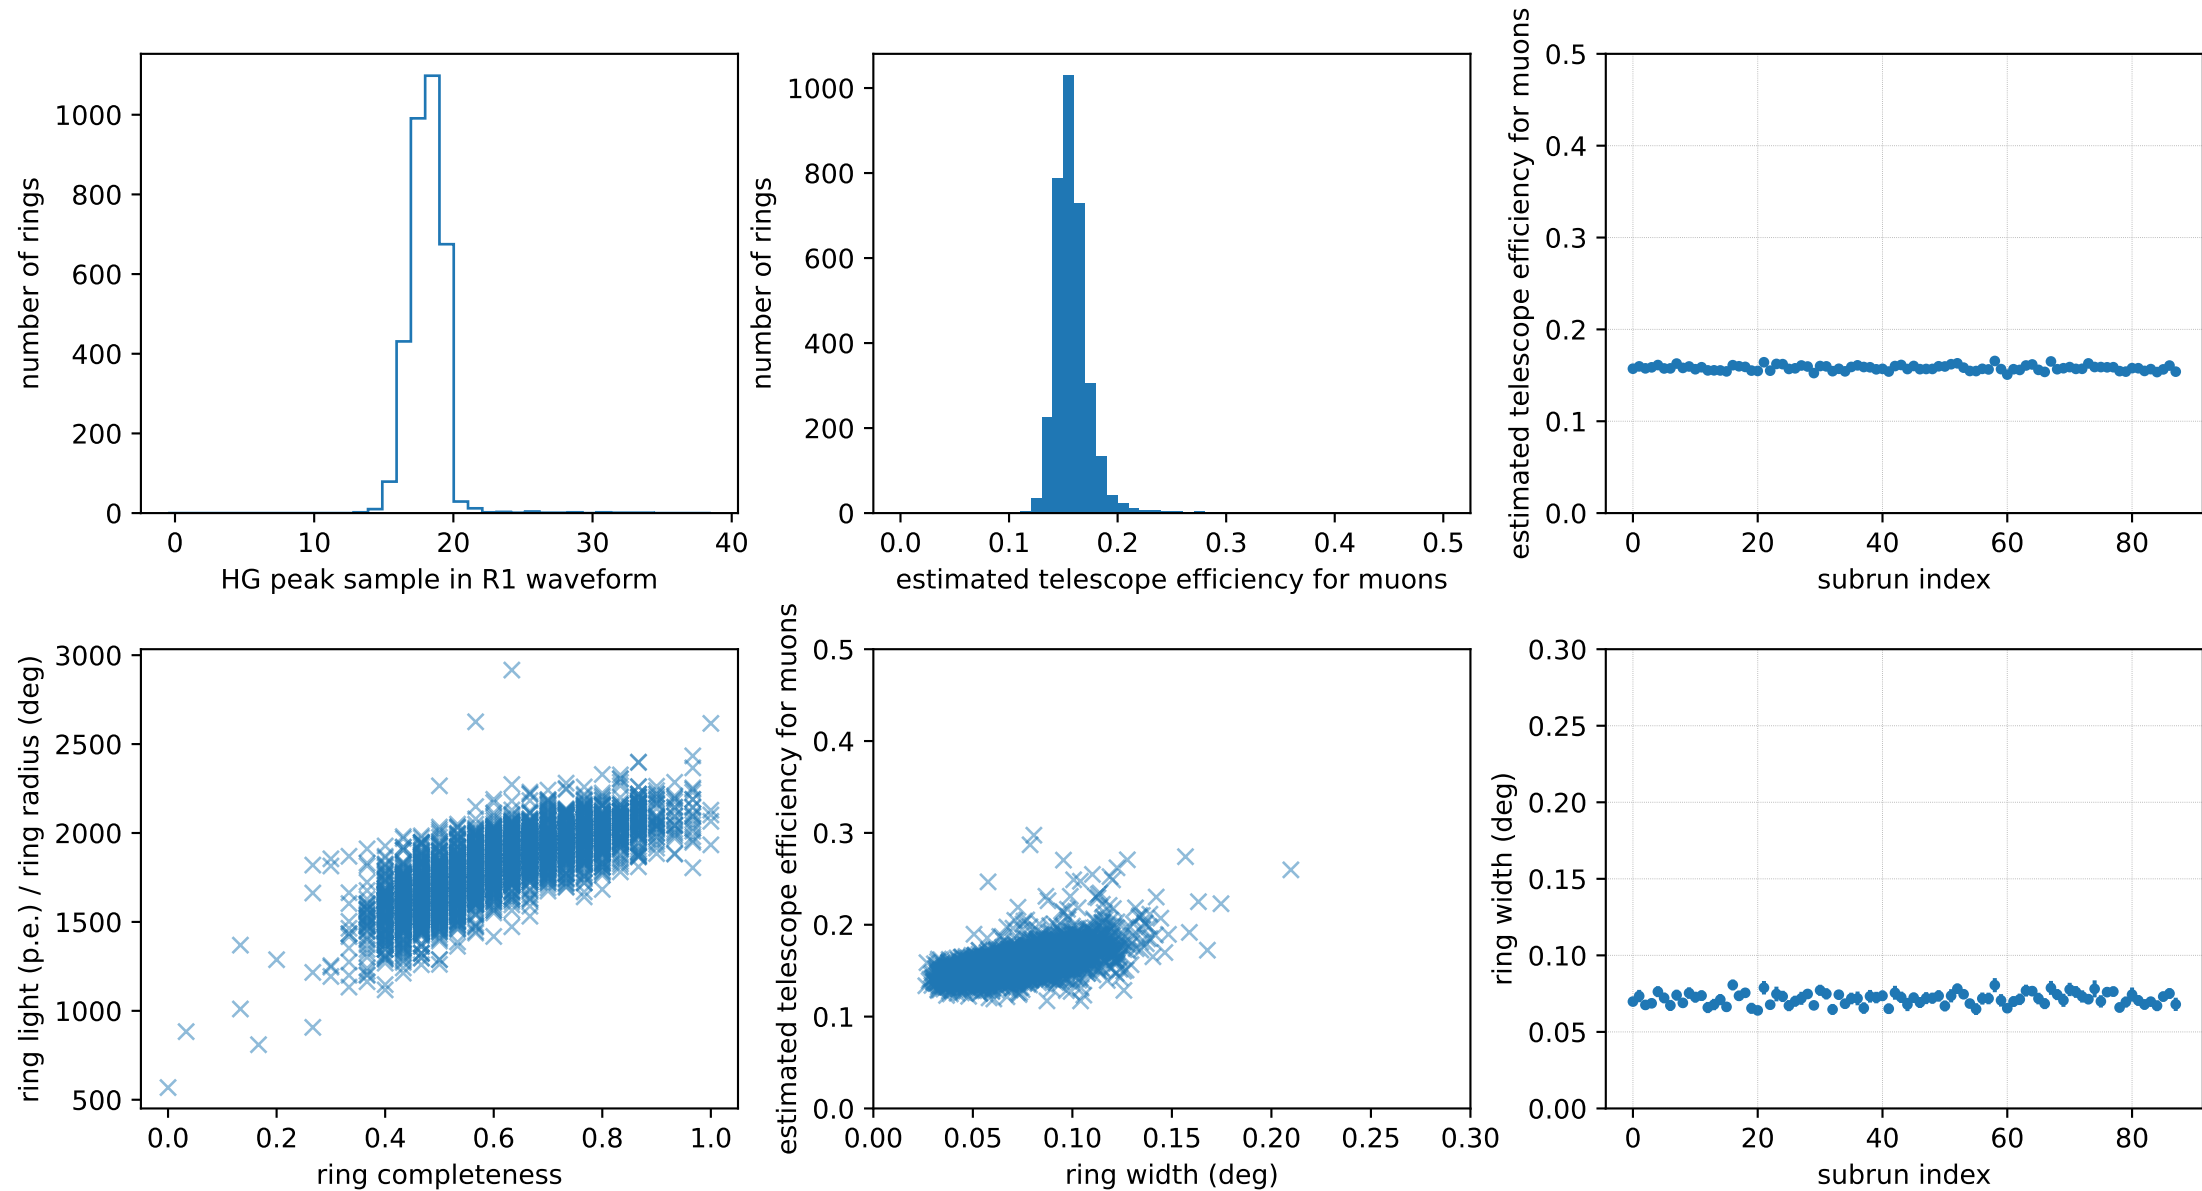 number of rings
1000
800
600
400
200
0
0 10 20 30 40
HG peak sample in R1 waveform
number of rings
1000
800
600
400
200
0
0.0 0.1 0.2 0.3 0.4 0.5
estimated telescope efficiency for muons
estimated telescope efficiency for muons
0.5
0.4
0.3
0.2
0.1
0.0
0 20 40 60 80
subrun index
ring light (p.e.) / ring radius (deg)
3000
2500
2000
1500
1000
500
0.0 0.2 0.4 0.6 0.8 1.0
ring completeness
estimated telescope efficiency for muons
0.5
0.4
0.3
0.2
0.1
0.0
0.00 0.05 0.10 0.15 0.20 0.25 0.30
ring width (deg)
ring width (deg)
0.30
0.25
0.20
0.15
0.10
0.05
0.00
0 20 40 60 80
subrun index